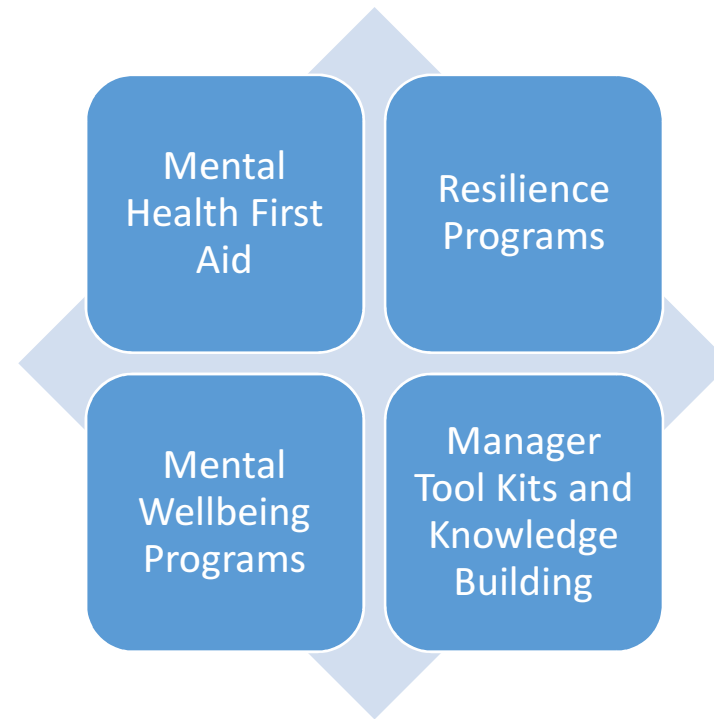 Mental
Health First
Aid
Resilience
Programs
Mental
Wellbeing
Programs
Manager
Tool Kits and
Knowledge
Building